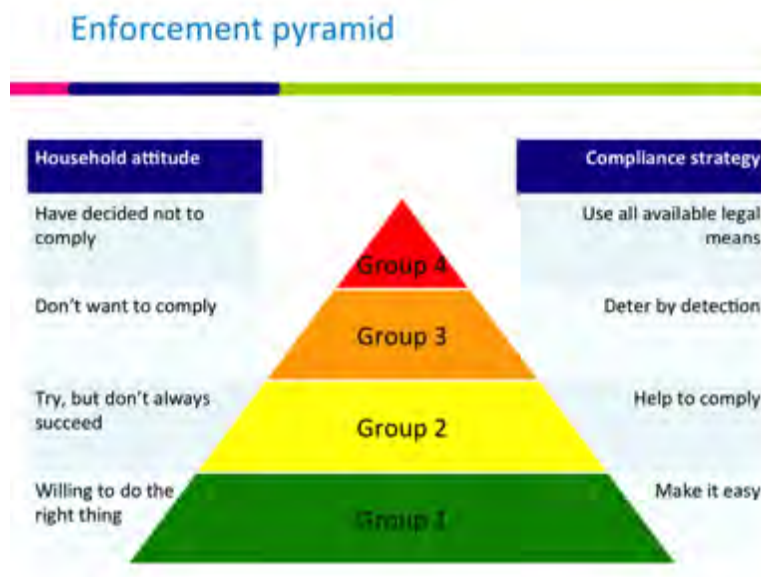 Enforcement pyramid
Household attitude
Compliance strategy
Have decided not to
comply
Use all available legal
means
Group 4
Don't want to comply
Deter by detection
Group 3
Try, but don't always
succeed
Help to comply
Group 2
Willing to do the
right thing
Make it easy
Group 1